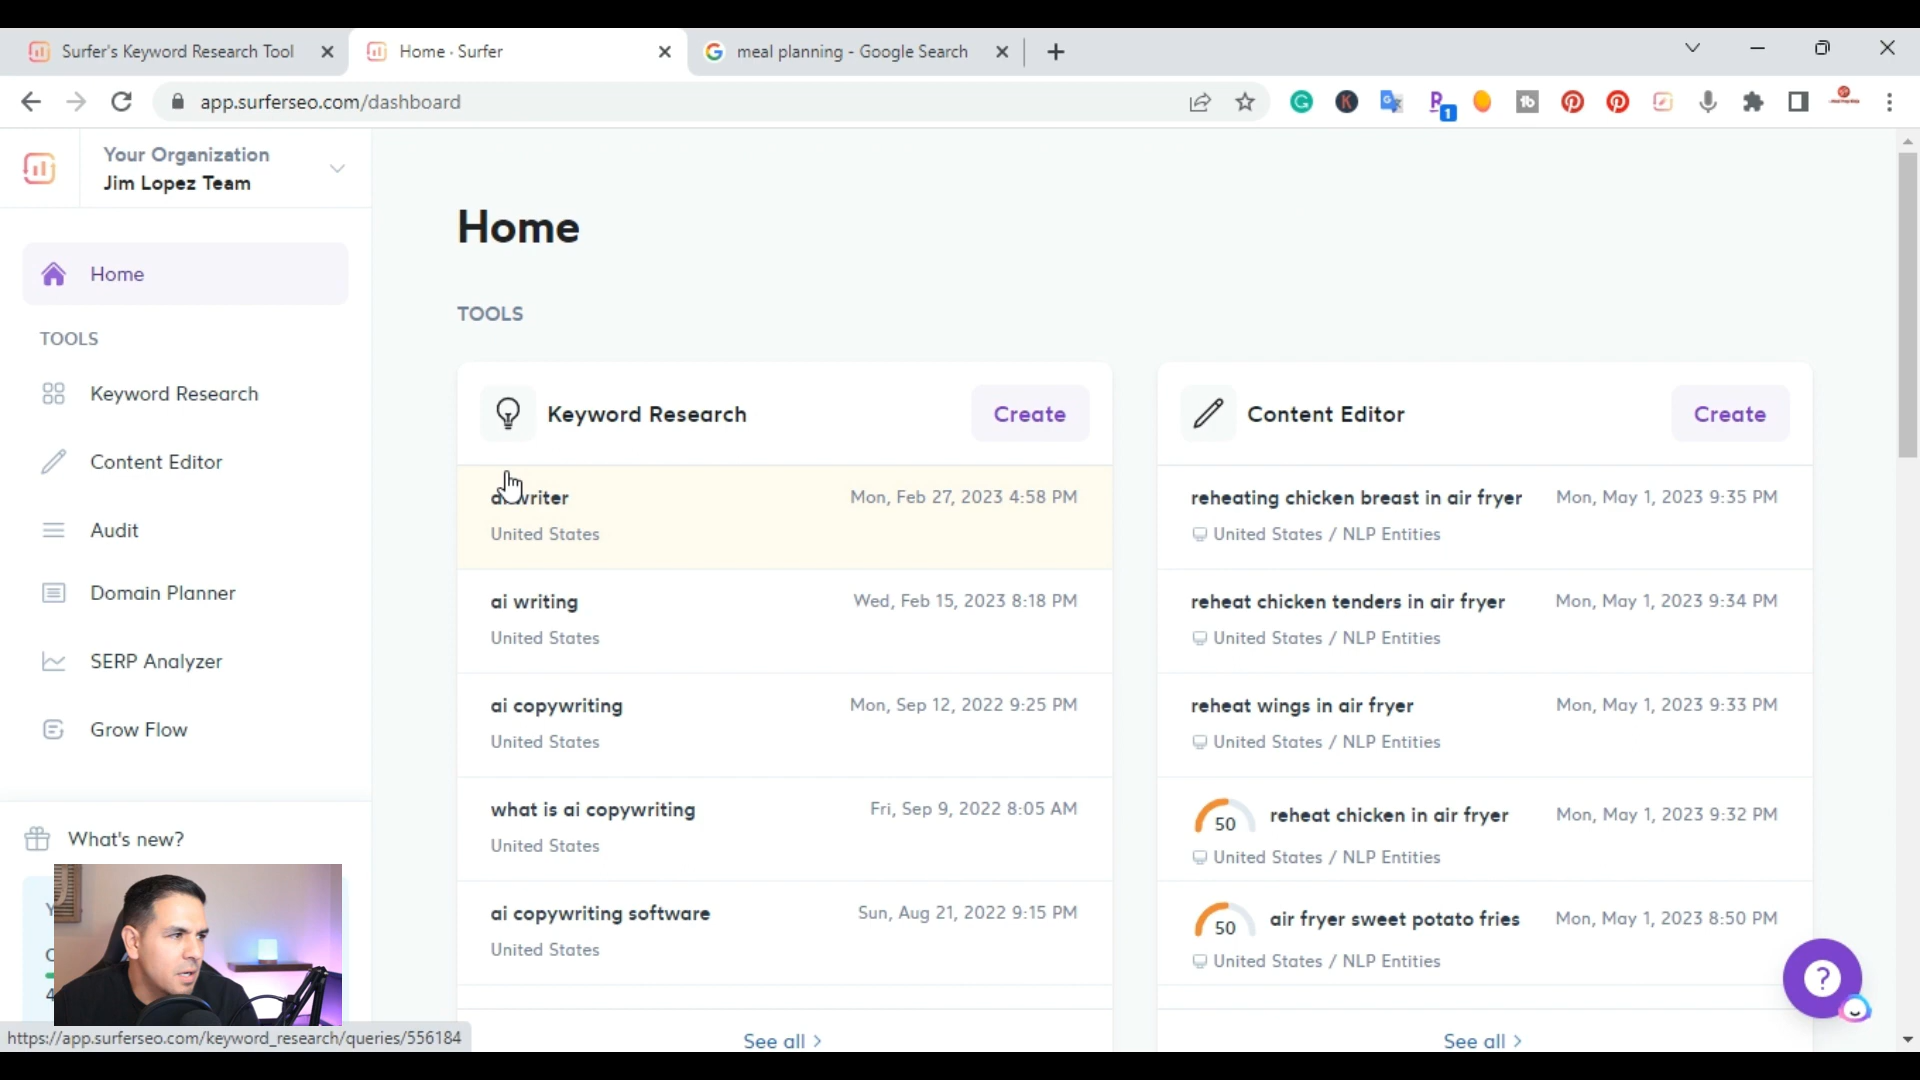 Surfer's Keyword Research Tool
Home · Surfer
meal planning - Google Search
app.surferseo.com/dashboard
1
Your Organization
Jim Lopez Team
Home
TOOLS
Keyword Research
Content Editor
Audit
Domain Planner
SERP Analyzer
Grow Flow
What's new?
Home
TOOLS
Keyword Research
Create
writer Mon, Feb 27, 2023 4:58 PM
United States
ai writing Wed, Feb 15, 2023 8:18 PM
United States
ai copywriting Mon, Sep 12, 2022 9:25 PM
United States
what is ai copywriting Fri, Sep 9, 2022 8:05 AM
United States
ai copywriting software Sun, Aug 21, 2022 9:15 PM
United States
See all >
Content Editor
Create
reheating chicken breast in air fryer Mon, May 1, 2023 9:35 PM
United States / NLP Entities
reheat chicken tenders in air fryer Mon, May 1, 2023 9:34 PM
United States / NLP Entities
reheat wings in air fryer Mon, May 1, 2023 9:33 PM
United States / NLP Entities
50 reheat chicken in air fryer Mon, May 1, 2023 9:32 PM
United States / NLP Entities
50 air fryer sweet potato fries Mon, May 1, 2023 8:50 PM
United States / NLP Entities
See all >
?
https://app.surferseo.com/keyword_research/queries/556184